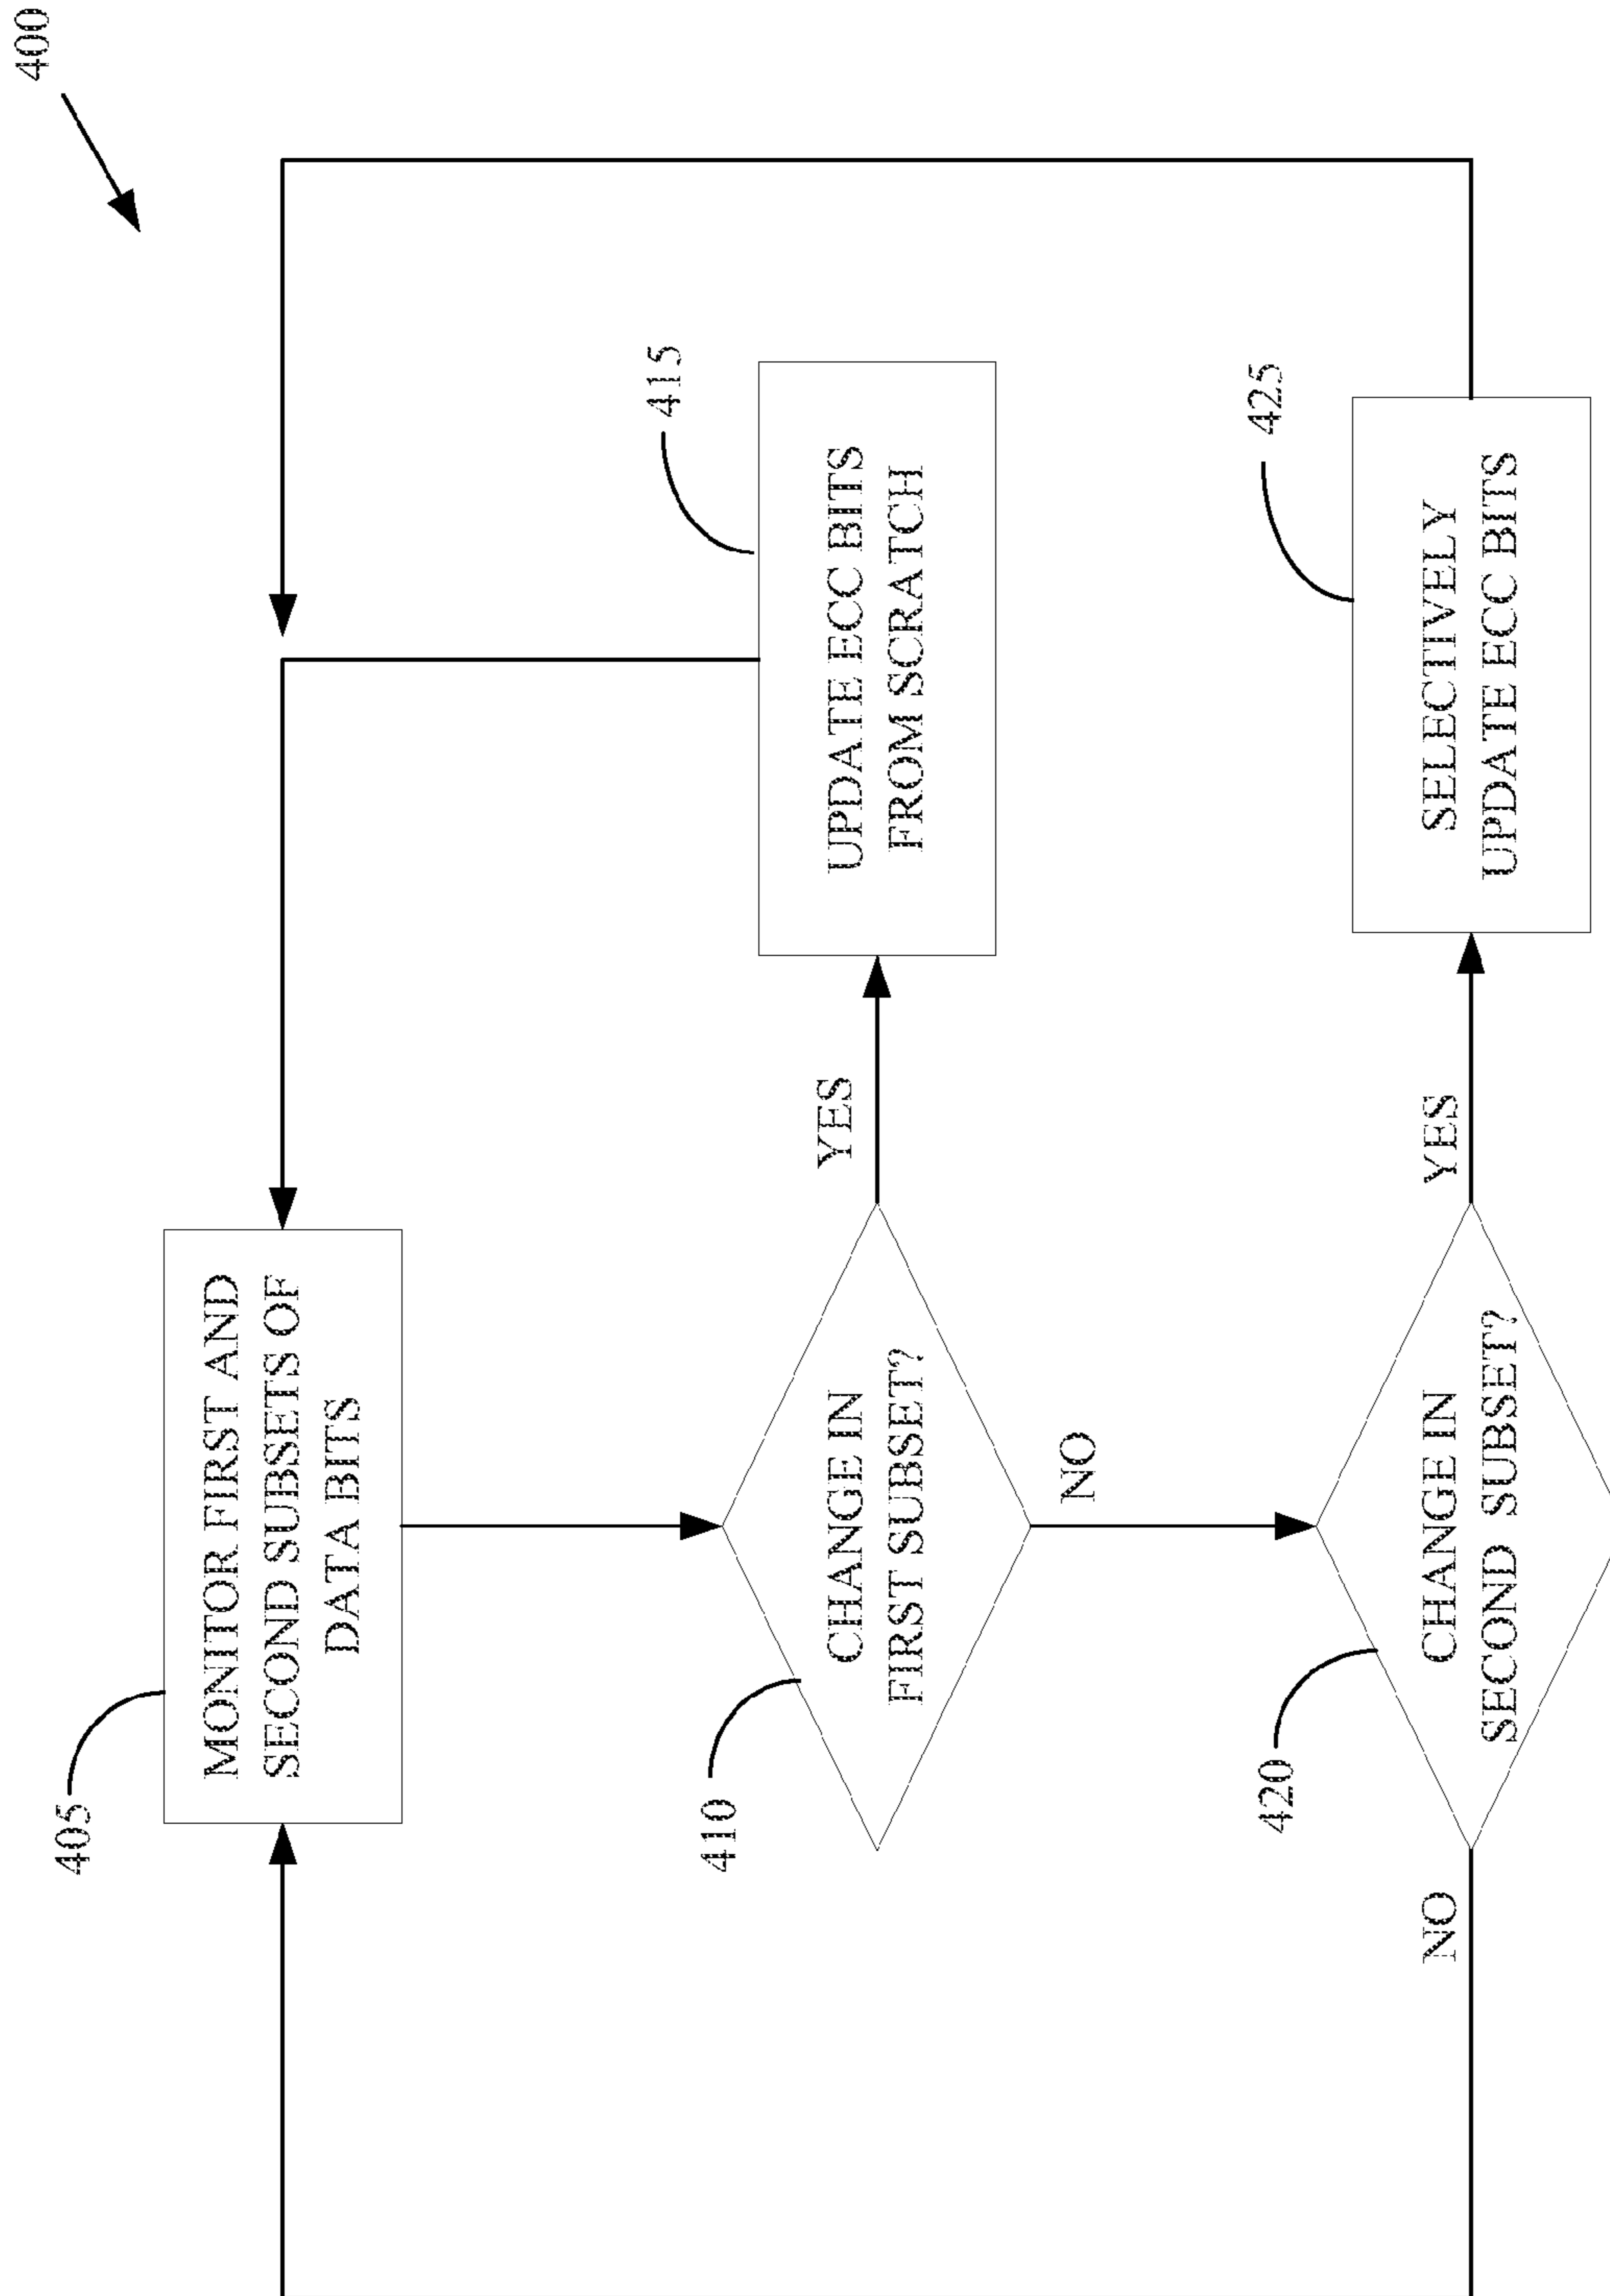 400
405
MONITOR FIRST AND
SECOND SUBSETS OF
DATA BITS
410
CHANGE IN
FIRST SUBSET?
YES
415
UPDATE ECC BITS
FROM SCRATCH
NO
420
CHANGE IN
SECOND SUBSET?
NO
YES
425
SELECTIVELY
UPDATE ECC BITS